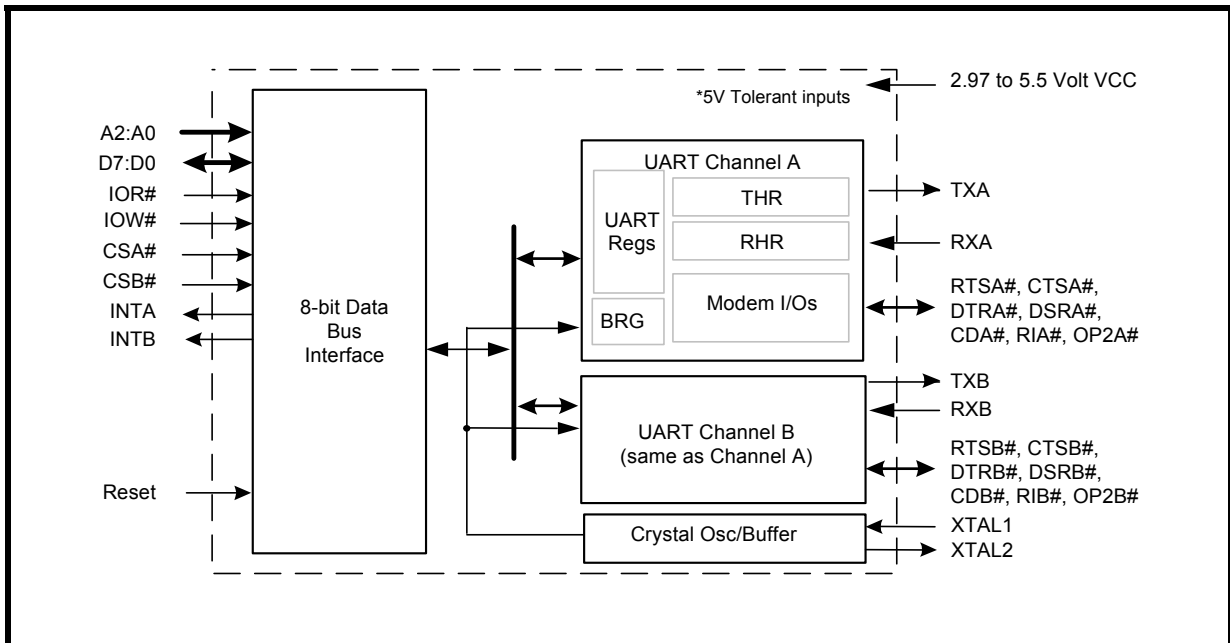 2.97 to 5.5 Volt VCC
*5V Tolerant inputs
A2:A0
D7:D0
IOR#
IOW#
CSA#
CSB#
INTA
INTB
Reset
8-bit Data
Bus
Interface
UART Channel A
UART
Regs
THR
RHR
BRG
Modem I/Os
TXA
RXA
RTSA#, CTSA#,
DTRA#, DSRA#,
CDA#, RIA#, OP2A#
UART Channel B
(same as Channel A)
TXB
RXB
RTSB#, CTSB#,
DTRB#, DSRB#,
CDB#, RIB#, OP2B#
Crystal Osc/Buffer
XTAL1
XTAL2